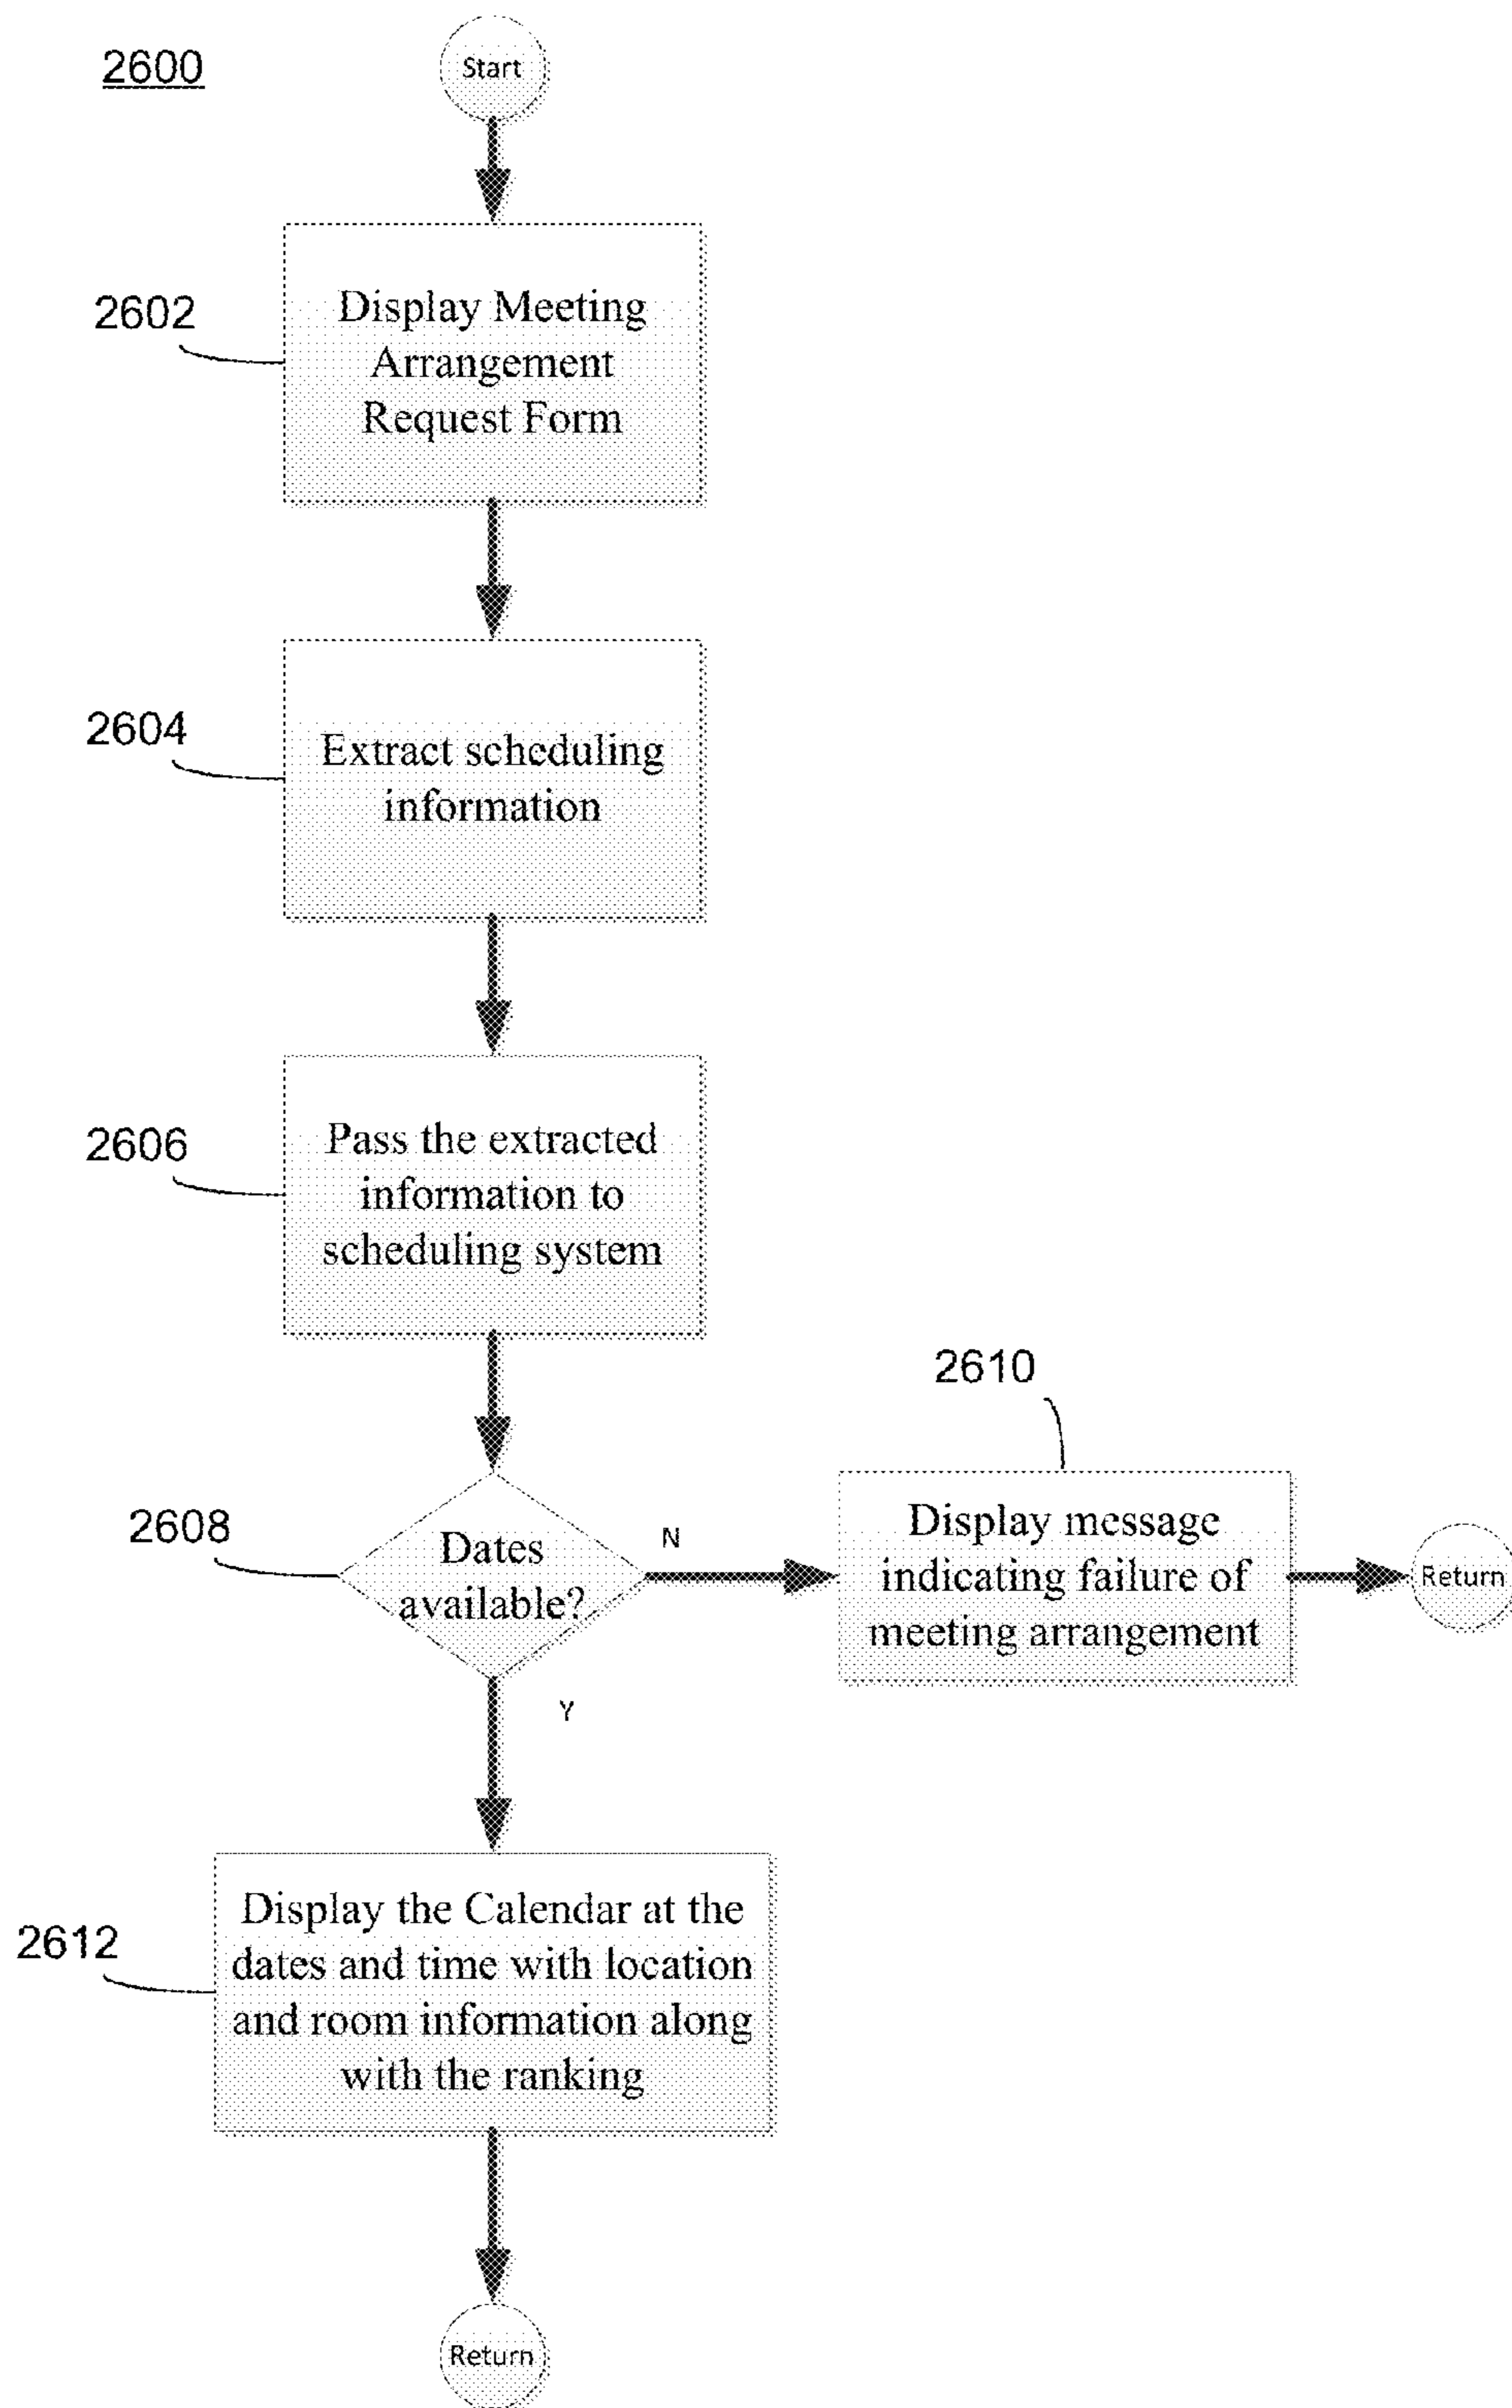 2600
Start
2602
Display Meeting
Arrangement
Request Form
2604
Extract scheduling
information
2606
Pass the extracted
information to
scheduling system
2608
Dates
available?
N
2610
Display message
indicating failure of
meeting arrangement
Return
Y
2612
Display the Calendar at the
dates and time with location
and room information along
with the ranking
Return